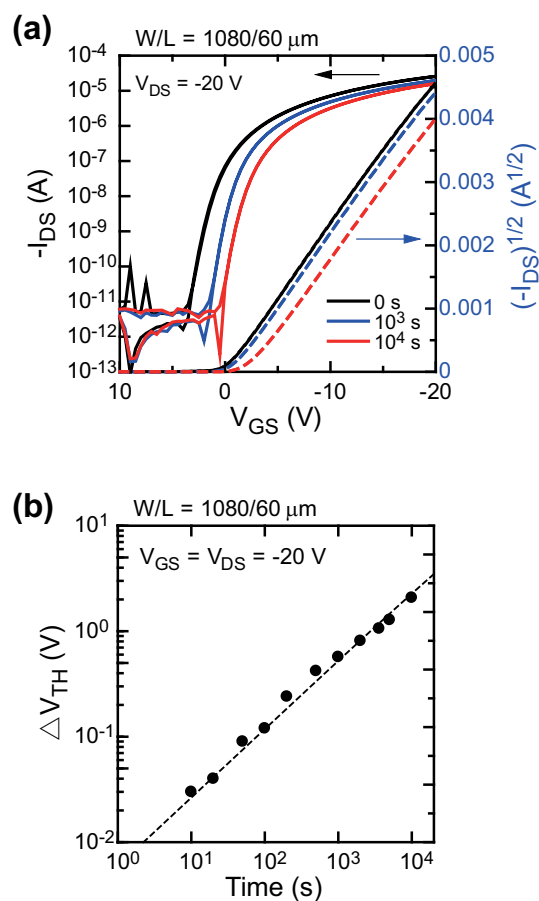 (a)
W/L = 1080/60 μm
V_DS = -20 V
10^-4
10^-5
10^-6
10^-7
10^-8
10^-9
10^-10
10^-11
10^-12
10^-13
-I_DS (A)
0.005
0.004
0.003
0.002
0.001
0
(-I_DS)^1/2 (A^1/2)
0 s
10^3 s
10^4 s
10 0 -10 -20
V_GS (V)
(b)
W/L = 1080/60 μm
V_GS = V_DS = -20 V
10^1
10^0
10^-1
10^-2
△V_TH (V)
10^0 10^1 10^2 10^3 10^4
Time (s)